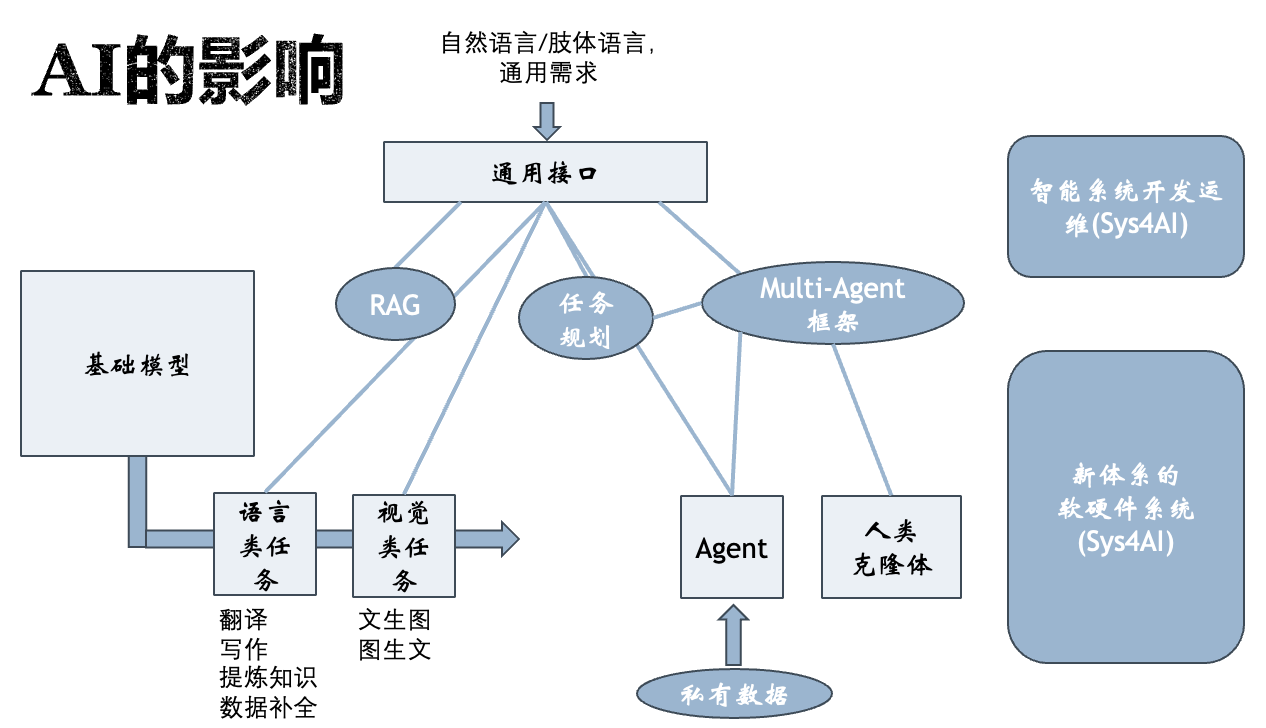 AI的影响
自然语言/肢体语言,
通用需求
通用接口
智能系统开发运
维(Sys4AI)
RAG
任务
规划
Multi-Agent
框架
基础模型
新体系的
软硬件系统
(Sys4AI)
语言
类任
务
视觉
类任
务
Agent
人类
克隆体
翻译
写作
提炼知识
数据补全
文生图
图生文
私有数据